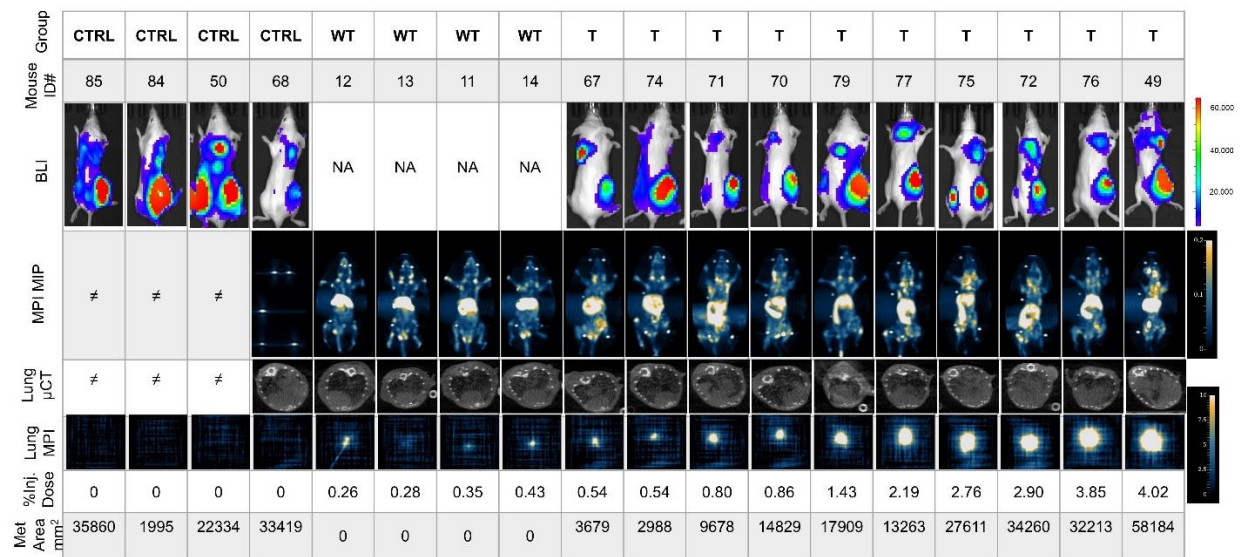 Group CTRL CTRL CTRL CTRL WT WT WT WT T T T T T T T T T T
Mouse ID# 85 84 50 68 12 13 11 14 67 74 71 70 79 77 75 72 76 49
BLI NA NA NA NA
60.000
20.000
MPI MIP ≠ ≠ ≠
0.2
0.1
0
Lung µCT ≠ ≠ ≠
Lung MPI
10
7.5
5
2.5
0
%Inj. Dose 0 0 0 0 0.26 0.28 0.35 0.43 0.54 0.54 0.80 0.86 1.43 2.19 2.76 2.90 3.85 4.02
Met Area mm² 35860 1995 22334 33419 0 0 0 0 3679 2988 9678 14829 17909 13263 27611 34260 32213 58184